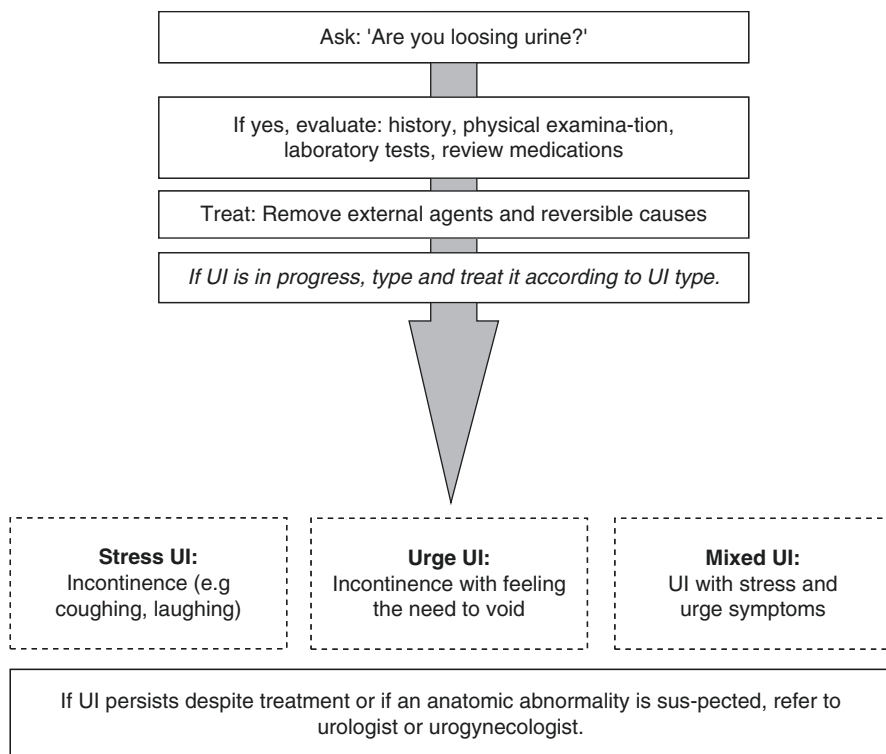 Ask: 'Are you loosing urine?'
If yes, evaluate: history, physical examina-tion,
laboratory tests, review medications
Treat: Remove external agents and reversible causes
If UI is in progress, type and treat it according to UI type.
Stress UI:
Incontinence (e.g
coughing, laughing)
Urge UI:
Incontinence with feeling
the need to void
Mixed UI:
UI with stress and
urge symptoms
If UI persists despite treatment or if an anatomic abnormality is sus-pected, refer to
urologist or urogynecologist.